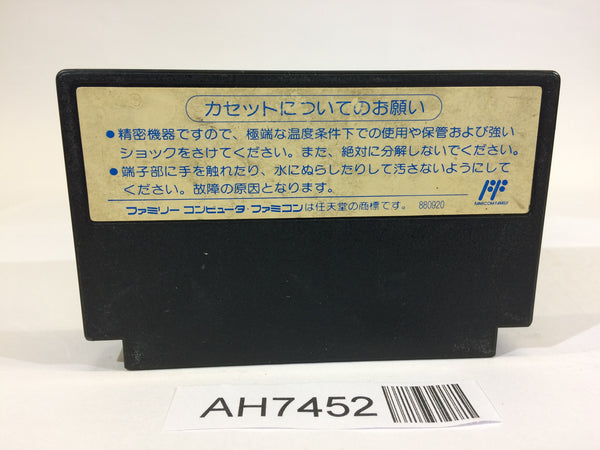 カセットについてのお願い
●精密機器ですので、極端な温度条件下での使用や保管および強い
ショックをさけてください。また、絶対に分解しないでください。
●端子部に手を触れたり、水にぬらしたりして汚さないようにして
ください。故障の原因となります。
FAMICOM FAMILY
ファミリーコンピュータ・ファミコンは任天堂の商標です。 880920
AH7452